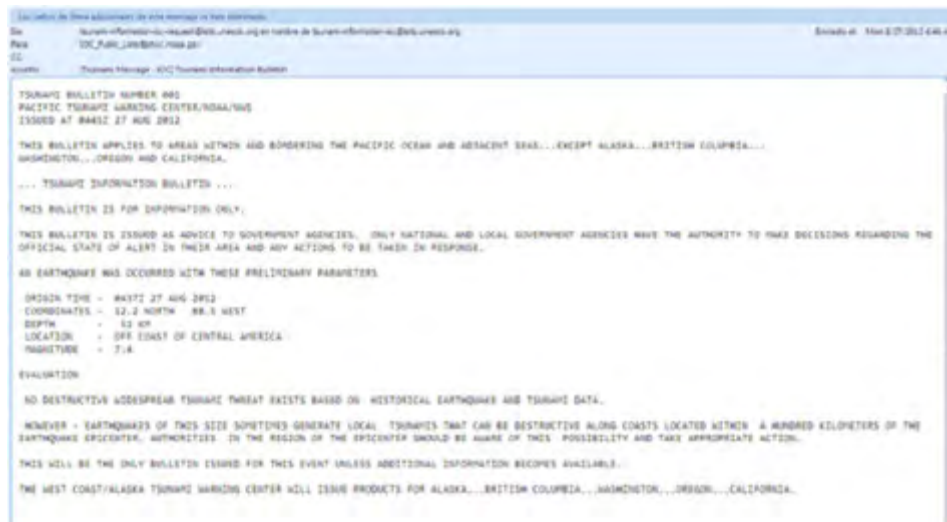 TSUNAMI BULLETIN NUMBER 001
PACIFIC TSUNAMI WARNING CENTER/NOAA/NWS
ISSUED AT 0445Z 27 AUG 2012
THIS BULLETIN APPLIES TO AREAS WITHIN AND BORDERING THE PACIFIC OCEAN AND ADJACENT SEAS...EXCEPT ALASKA...BRITISH COLUMBIA...
WASHINGTON...OREGON AND CALIFORNIA.
... TSUNAMI INFORMATION BULLETIN ...
THIS BULLETIN IS FOR INFORMATION ONLY.
THIS BULLETIN IS ISSUED AS ADVICE TO GOVERNMENT AGENCIES. ONLY NATIONAL AND LOCAL GOVERNMENT AGENCIES HAVE THE AUTHORITY TO MAKE DECISIONS REGARDING THE
OFFICIAL STATE OF ALERT IN THEIR AREA AND ANY ACTIONS TO BE TAKEN IN RESPONSE.
AN EARTHQUAKE HAS OCCURRED WITH THESE PRELIMINARY PARAMETERS
ORIGIN TIME - 0437Z 27 AUG 2012
COORDINATES - 12.2 NORTH 88.5 WEST
DEPTH - KM
LOCATION - OFF COAST OF CENTRAL AMERICA
MAGNITUDE - 7.4
EVALUATION
NO DESTRUCTIVE WIDESPREAD TSUNAMI THREAT EXISTS BASED ON HISTORICAL EARTHQUAKE AND TSUNAMI DATA.
HOWEVER - EARTHQUAKES OF THIS SIZE SOMETIMES GENERATE LOCAL TSUNAMIS THAT CAN BE DESTRUCTIVE ALONG COASTS LOCATED WITHIN A HUNDRED KILOMETERS OF THE
EARTHQUAKE EPICENTER. AUTHORITIES IN THE REGION OF THE EPICENTER SHOULD BE AWARE OF THIS POSSIBILITY AND TAKE APPROPRIATE ACTION.
THIS WILL BE THE ONLY BULLETIN ISSUED FOR THIS EVENT UNLESS ADDITIONAL INFORMATION BECOMES AVAILABLE.
THE WEST COAST/ALASKA TSUNAMI WARNING CENTER WILL ISSUE PRODUCTS FOR ALASKA...BRITISH COLUMBIA...WASHINGTON...OREGON...CALIFORNIA.